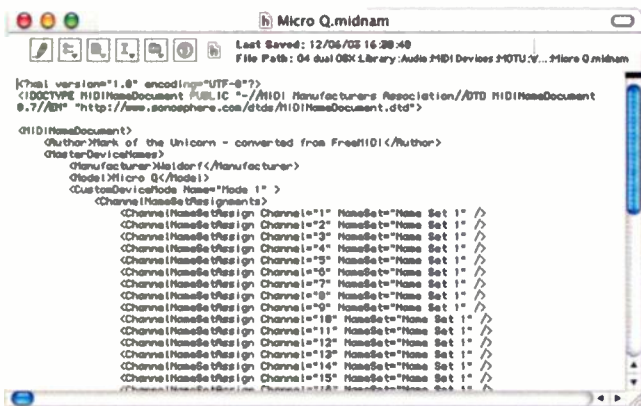 Micro Q.midnam
Last Saved: 12/06/03 16:38:48
File Path: 04 dual OSX:Library:Audio:MIDI Devices:MOTU:W...:Micro Q.midnam
<?xml version="1.0" encoding="UTF-8"?>
<!DOCTYPE MIDINameDocument PUBLIC "-//MIDI Manufacturers Association//DTD MIDINameDocument
0.7//EN" "http://www.sonosphere.com/dtds/MIDINameDocument.dtd">
<MIDINameDocument>
<Author>Mark of the Unicorn - converted from FreeMIDI</Author>
<MasterDeviceNames>
<Manufacturer>Waldorf</Manufacturer>
<Model>Micro Q</Model>
<CustomDeviceMode Name="Mode 1" >
<ChannelNameSetAssignments>
<ChannelNameSetAssign Channel="1" NameSet="Name Set 1" />
<ChannelNameSetAssign Channel="2" NameSet="Name Set 1" />
<ChannelNameSetAssign Channel="3" NameSet="Name Set 1" />
<ChannelNameSetAssign Channel="4" NameSet="Name Set 1" />
<ChannelNameSetAssign Channel="5" NameSet="Name Set 1" />
<ChannelNameSetAssign Channel="6" NameSet="Name Set 1" />
<ChannelNameSetAssign Channel="7" NameSet="Name Set 1" />
<ChannelNameSetAssign Channel="8" NameSet="Name Set 1" />
<ChannelNameSetAssign Channel="9" NameSet="Name Set 1" />
<ChannelNameSetAssign Channel="10" NameSet="Name Set 1" />
<ChannelNameSetAssign Channel="11" NameSet="Name Set 1" />
<ChannelNameSetAssign Channel="12" NameSet="Name Set 1" />
<ChannelNameSetAssign Channel="13" NameSet="Name Set 1" />
<ChannelNameSetAssign Channel="14" NameSet="Name Set 1" />
<ChannelNameSetAssign Channel="15" NameSet="Name Set 1" />
<ChannelNameSetAssign Channel="16" NameSet="Name Set 1" />